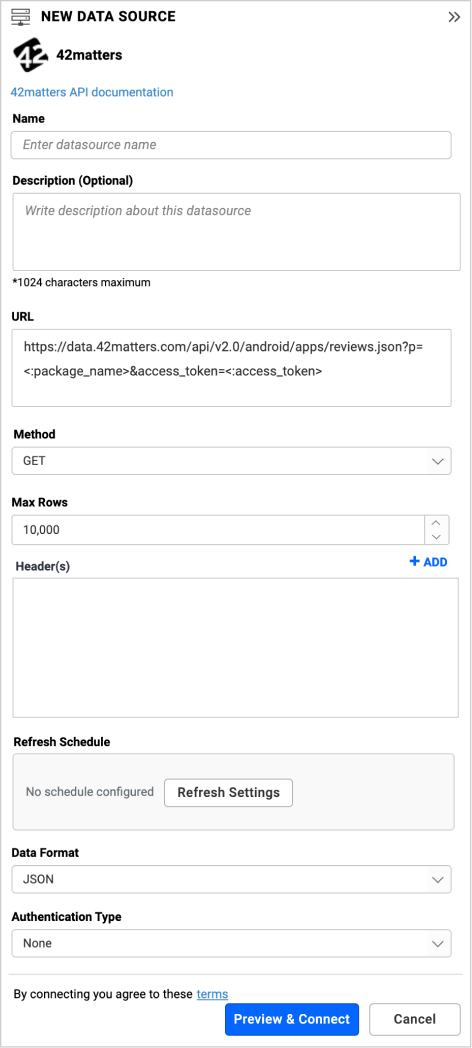 NEW DATA SOURCE
42 42matters
42matters API documentation
Name
Enter datasource name
Description (Optional)
Write description about this datasource
*1024 characters maximum
URL
https://data.42matters.com/api/v2.0/android/apps/reviews.json?p=
<:package_name>&access_token=<:access_token>
Method
GET
Max Rows
10,000
Header(s) + ADD
Refresh Schedule
No schedule configured Refresh Settings
Data Format
JSON
Authentication Type
None
By connecting you agree to these terms
Preview & Connect Cancel